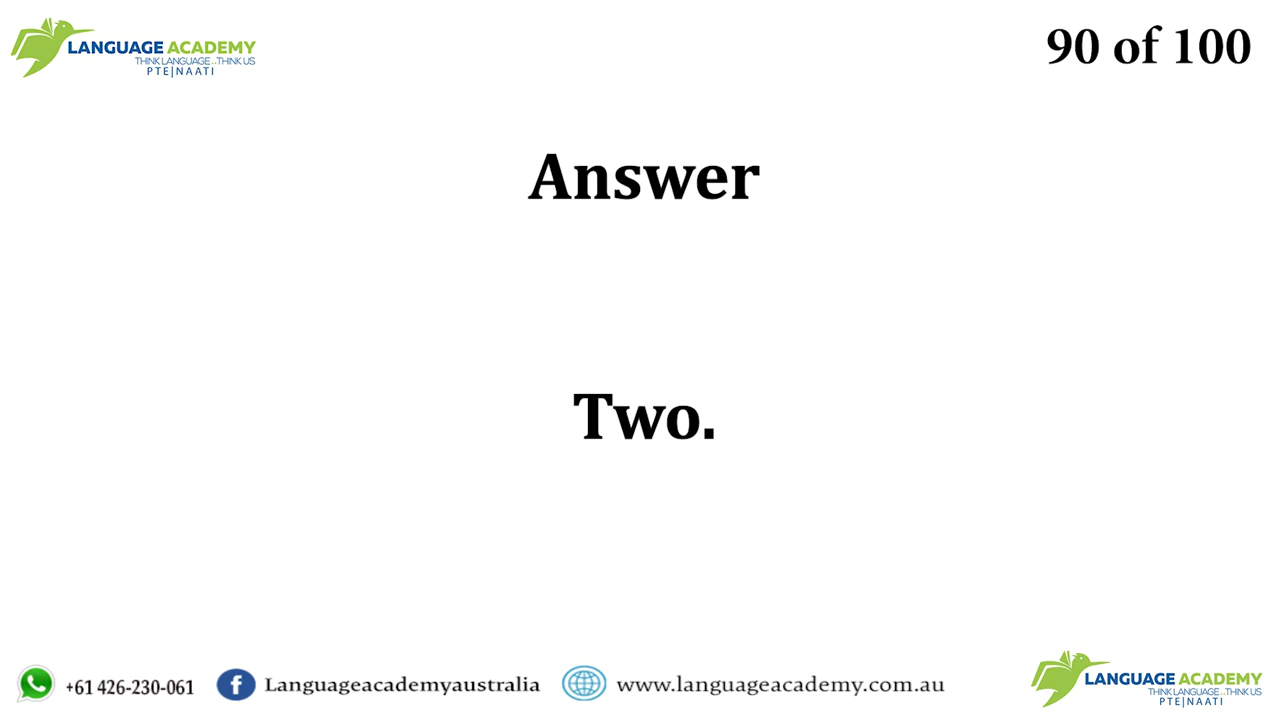 LANGUAGE ACADEMY
THINK LANGUAGE...THINK US
PTE|NAATI
90 of 100
Answer
Two.
+61 426-230-061
Languageacademyaustralia
www.languageacademy.com.au
LANGUAGE ACADEMY
THINK LANGUAGE...THINK US
PTE|NAATI